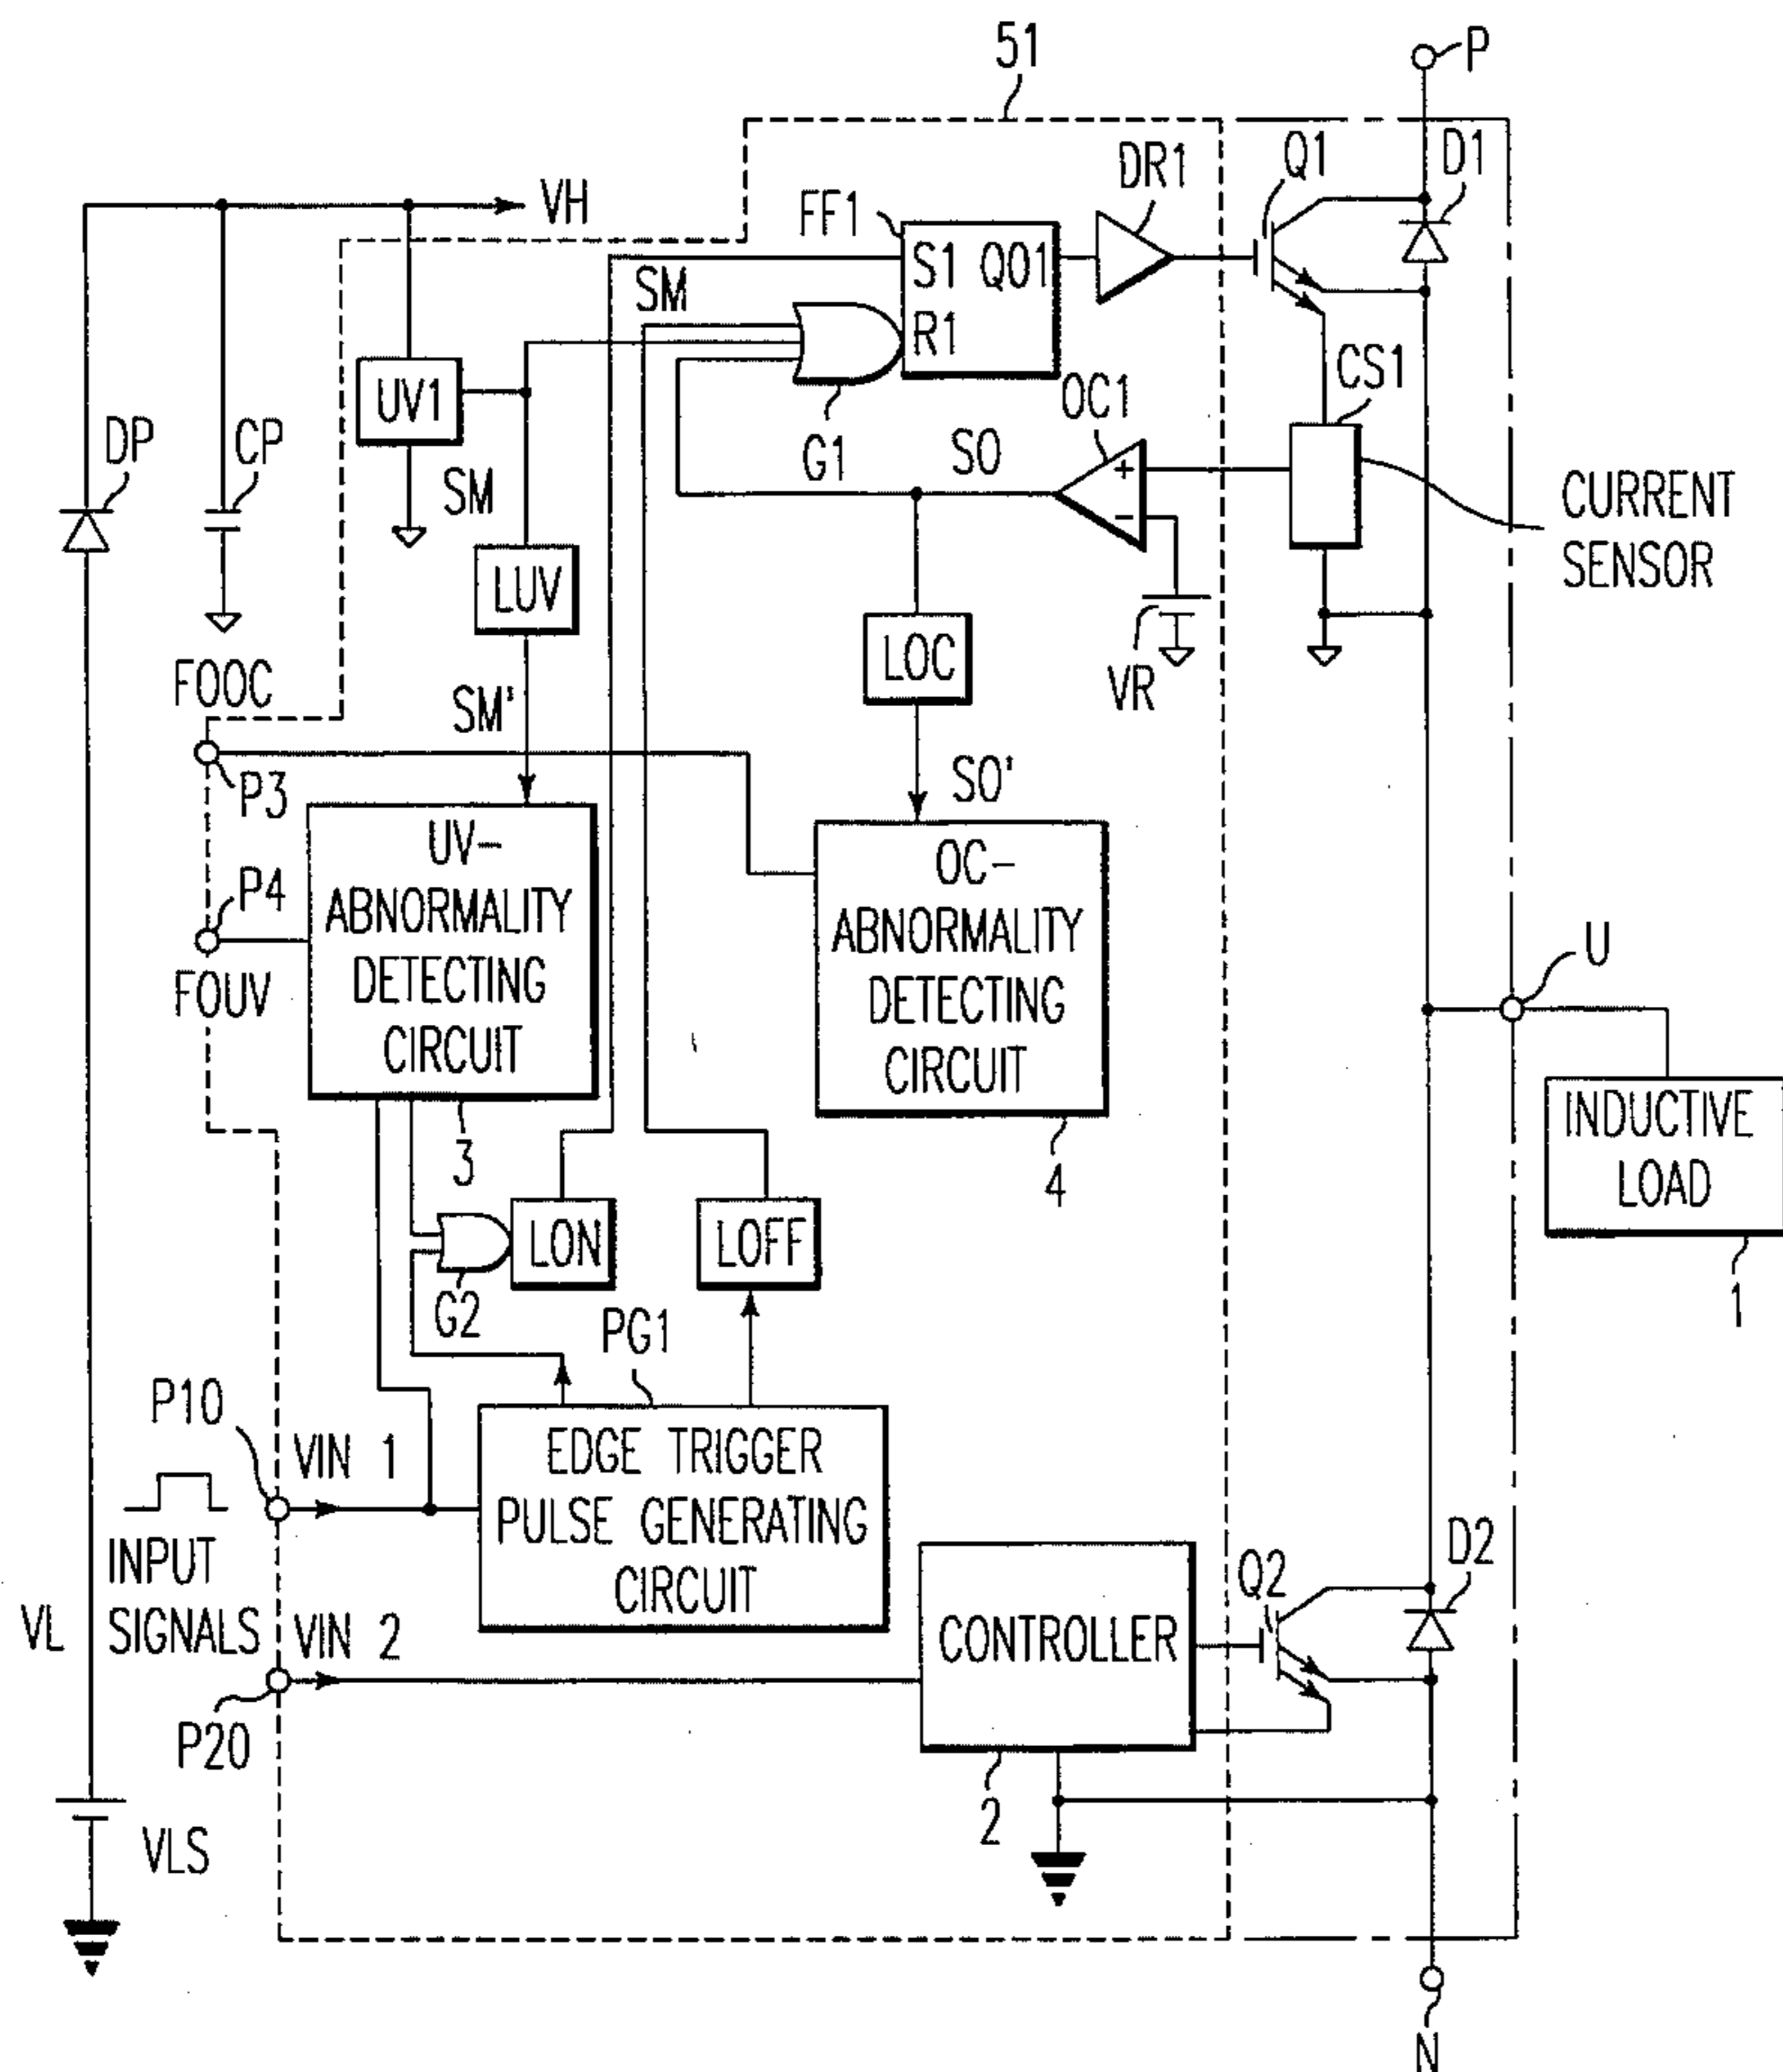 51
P
Q1
D1
DR1
VH
FF1
S1 QO1
SM
R1
UV1
CS1
OC1
DP
CP
G1
SO
+
−
SM
CURRENT
SENSOR
LUV
LOC
VR
FOOC
SM'
P3
SO'
UV-
ABNORMALITY
DETECTING
CIRCUIT
OC-
ABNORMALITY
DETECTING
CIRCUIT
P4
FOUV
U
3
4
INDUCTIVE
LOAD
LON
LOFF
G2
PG1
1
P10
VIN 1
EDGE TRIGGER
PULSE GENERATING
CIRCUIT
INPUT
SIGNALS
VL
VIN 2
CONTROLLER
Q2
D2
P20
2
VLS
N